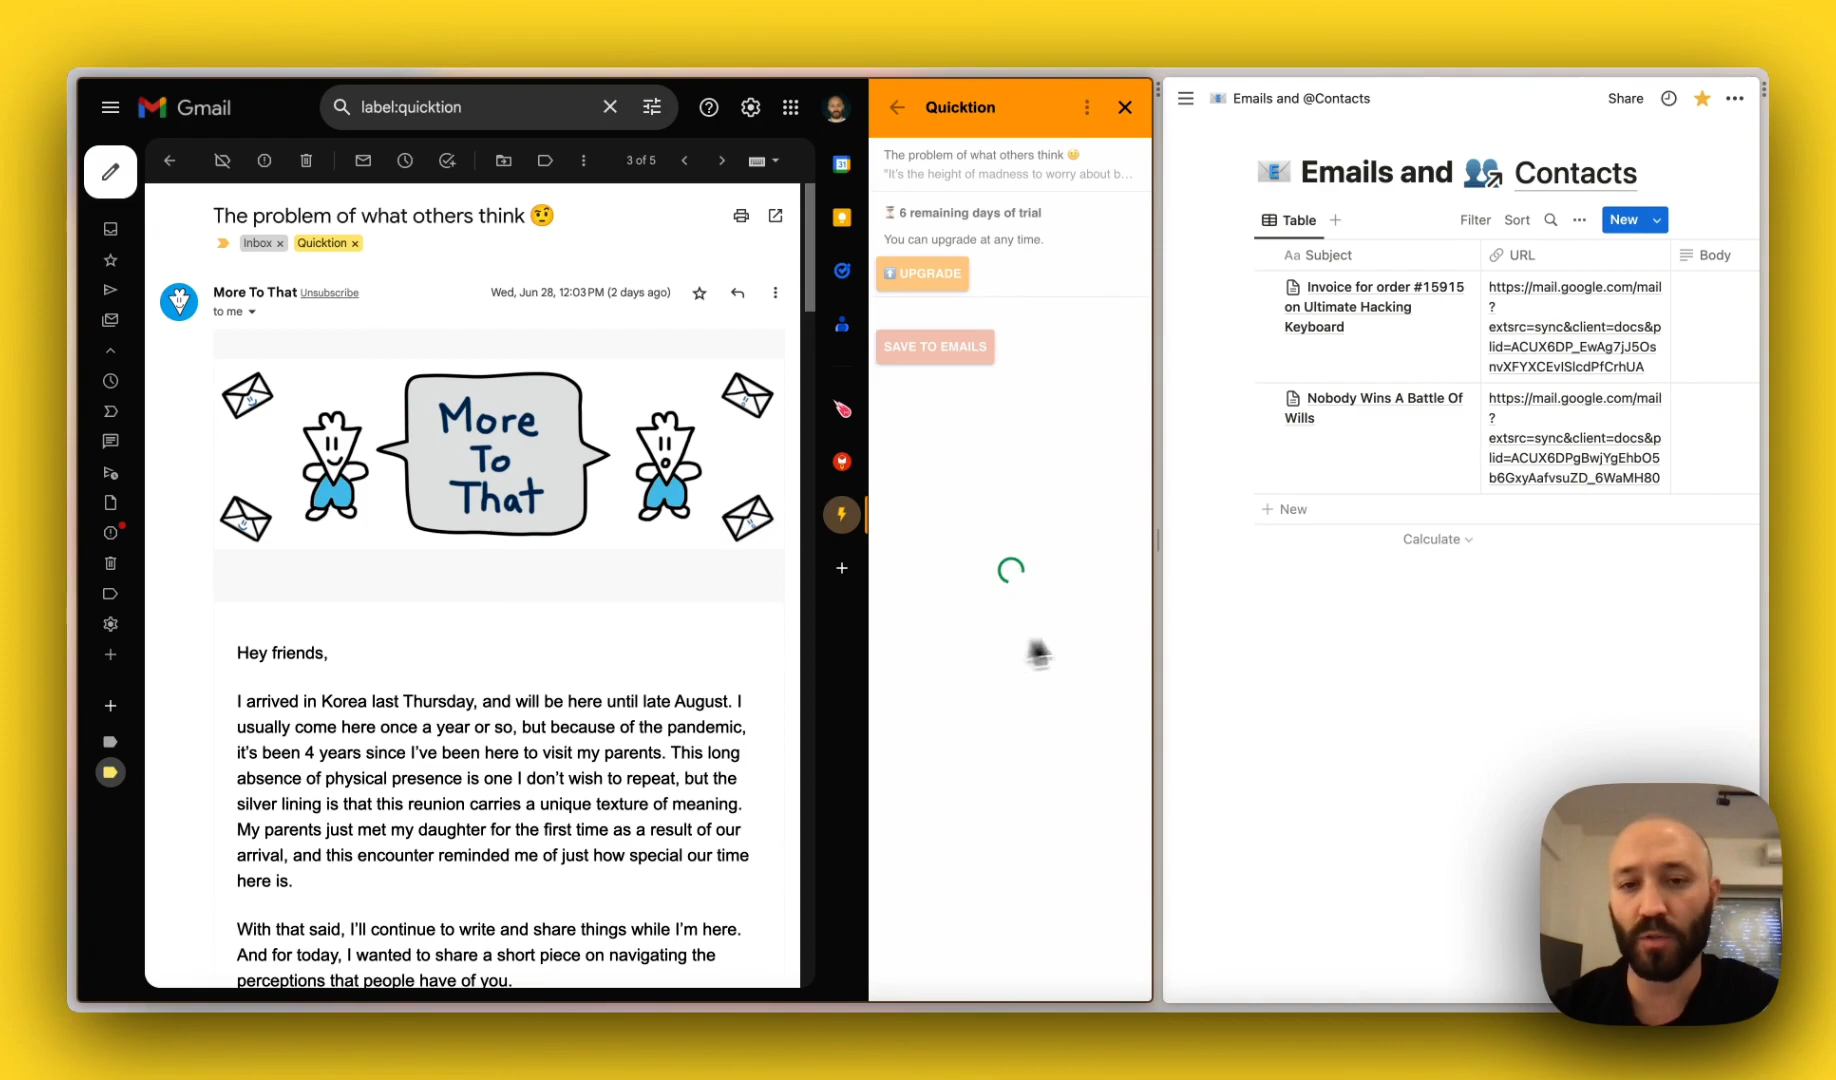 Gmail
label:quicktion
3 of 5
The problem of what others think 🤨
Inbox ×
Quicktion ×
More To That Unsubscribe
Wed, Jun 28, 12:03 PM (2 days ago)
to me
More
To
That
Hey friends,
I arrived in Korea last Thursday, and will be here until late August. I
usually come here once a year or so, but because of the pandemic,
it's been 4 years since I've been here to visit my parents. This long
absence of physical presence is one I don't wish to repeat, but the
silver lining is that this reunion carries a unique texture of meaning.
My parents just met my daughter for the first time as a result of our
arrival, and this encounter reminded me of just how special our time
here is.
With that said, I'll continue to write and share things while I'm here.
And for today, I wanted to share a short piece on navigating the
perceptions that people have of you.
31
Quicktion
The problem of what others think 🤨
"It's the height of madness to worry about b...
⏳ 6 remaining days of trial
You can upgrade at any time.
UPGRADE
SAVE TO EMAILS
Emails and @Contacts
Share
Emails and Contacts
Table
Filter
Sort
New
Aa Subject
URL
Body
Invoice for order #15915
on Ultimate Hacking
Keyboard
https://mail.google.com/mail
?
extsrc=sync&client=docs&p
lid=ACUX6DP_EwAg7jJ5Os
nvXFYXCEvISlcdPfCrhUA
Nobody Wins A Battle Of
Wills
https://mail.google.com/mail
?
extsrc=sync&client=docs&p
lid=ACUX6DPgBwjYgEhbO5
b6GxyAafvsuZD_6WaMH80
+ New
Calculate